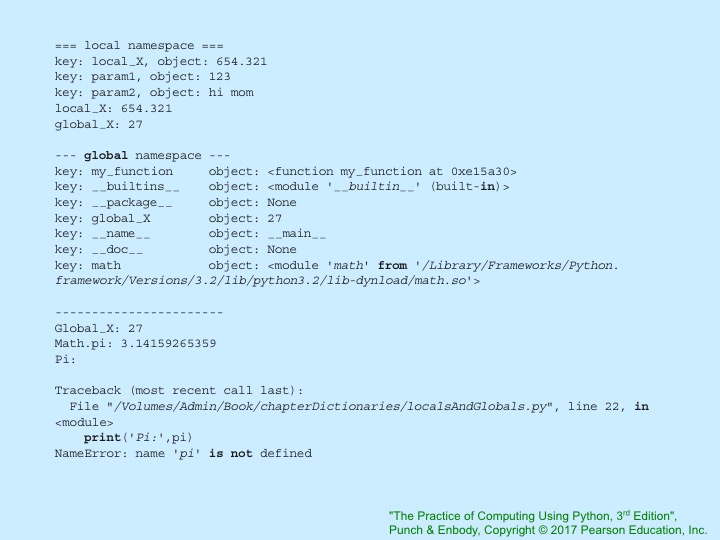 === local namespace ===
key: local_X, object: 654.321
key: param1, object: 123
key: param2, object: hi mom
local_X: 654.321
global_X: 27
--- global namespace ---
key: my_function object: <function my_function at 0xe15a30>
key: __builtins__ object: <module '__builtin__' (built-in)>
key: __package__ object: None
key: global_X object: 27
key: __name__ object: __main__
key: __doc__ object: None
key: math object: <module 'math' from '/Library/Frameworks/Python.
framework/Versions/3.2/lib/python3.2/lib-dynload/math.so'>
-----------------------
Global_X: 27
Math.pi: 3.14159265359
Pi:
Traceback (most recent call last):
File "/Volumes/Admin/Book/chapterDictionaries/localsAndGlobals.py", line 22, in
<module>
print('Pi:',pi)
NameError: name 'pi' is not defined
"The Practice of Computing Using Python, 3rd Edition",
Punch & Enbody, Copyright © 2017 Pearson Education, Inc.